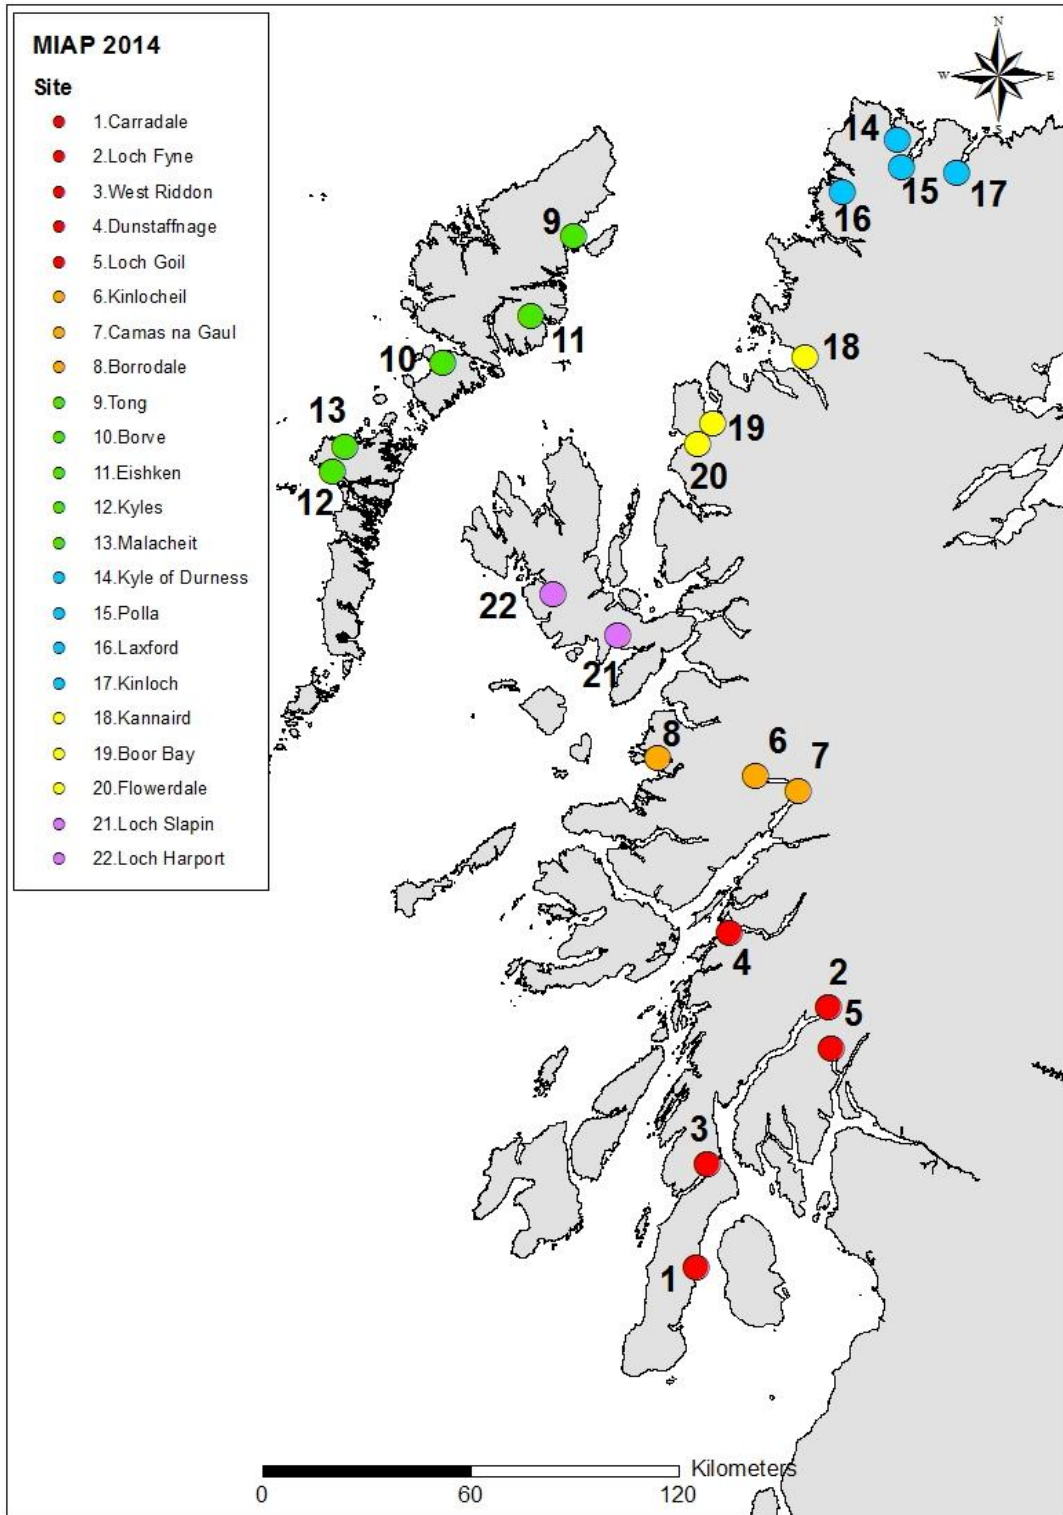 MIAP 2014
Site
1.Carradale
2.Loch Fyne
3.West Riddon
4.Dunstaffnage
5.Loch Goil
6.Kinlocheil
7.Camas na Gaul
8.Borrodale
9.Tong
10.Borve
11.Eishken
12.Kyles
13.Malacheit
14.Kyle of Durness
15.Polla
16.Laxford
17.Kinloch
18.Kannaird
19.Boor Bay
20.Flowerdale
21.Loch Slapin
22.Loch Harport
N
W
E
S
14
15
17
16
9
11
10
18
13
19
12
20
22
21
8
6
7
4
2
5
3
1
Kilometers
0
60
120